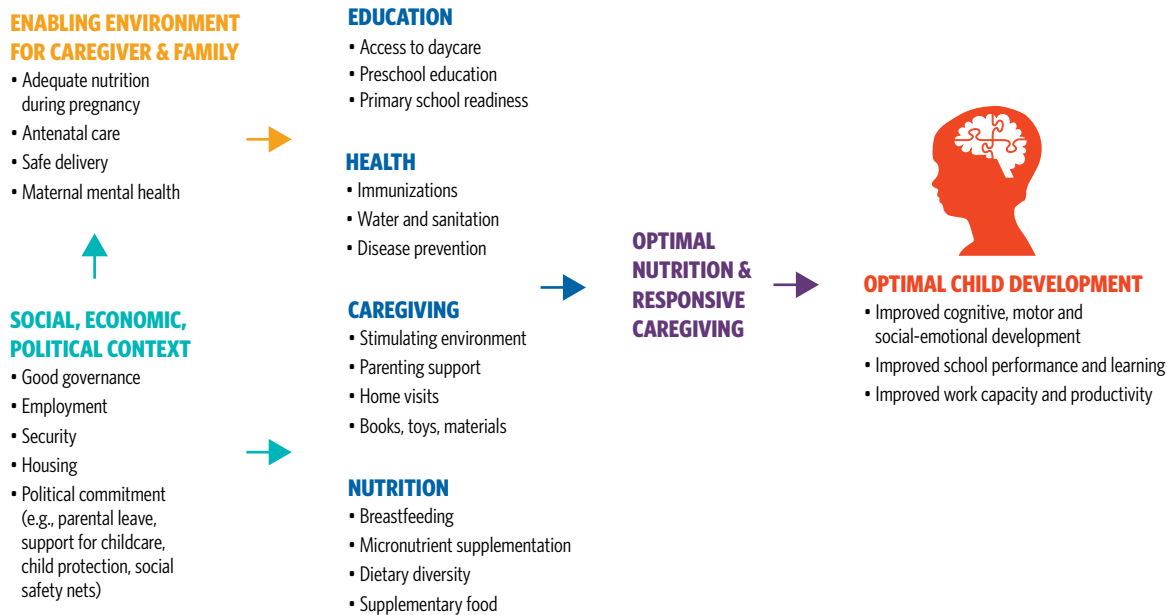 ENABLING ENVIRONMENT
FOR CAREGIVER & FAMILY
• Adequate nutrition
during pregnancy
• Antenatal care
• Safe delivery
• Maternal mental health
SOCIAL, ECONOMIC,
POLITICAL CONTEXT
• Good governance
• Employment
• Security
• Housing
• Political commitment
(e.g., parental leave,
support for childcare,
child protection, social
safety nets)
EDUCATION
• Access to daycare
• Preschool education
• Primary school readiness
HEALTH
• Immunizations
• Water and sanitation
• Disease prevention
CAREGIVING
• Stimulating environment
• Parenting support
• Home visits
• Books, toys, materials
NUTRITION
• Breastfeeding
• Micronutrient supplementation
• Dietary diversity
• Supplementary food
OPTIMAL
NUTRITION &
RESPONSIVE
CAREGIVING
OPTIMAL CHILD DEVELOPMENT
• Improved cognitive, motor and
social-emotional development
• Improved school performance and learning
• Improved work capacity and productivity